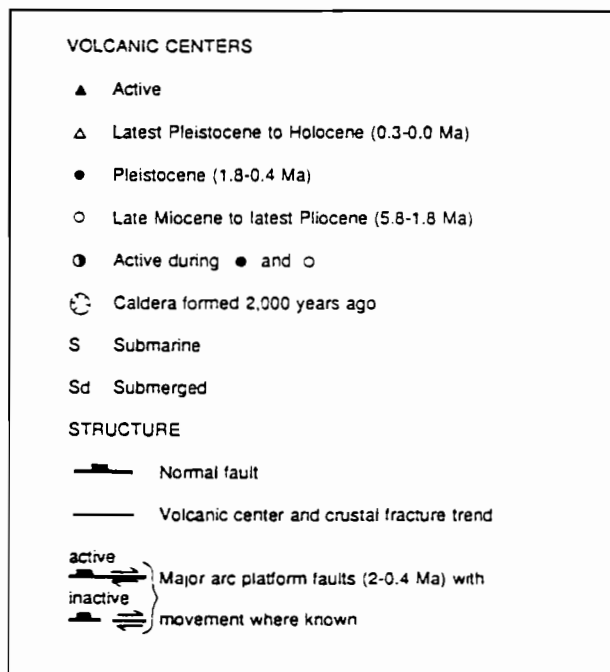 VOLCANIC CENTERS
Active
Latest Pleistocene to Holocene (0.3-0.0 Ma)
Pleistocene (1.8-0.4 Ma)
Late Miocene to latest Pliocene (5.8-1.8 Ma)
Active during ● and ○
Caldera formed 2,000 years ago
S Submarine
Sd Submerged
STRUCTURE
Normal fault
Volcanic center and crustal fracture trend
active
Major arc platform faults (2-0.4 Ma) with
inactive
movement where known